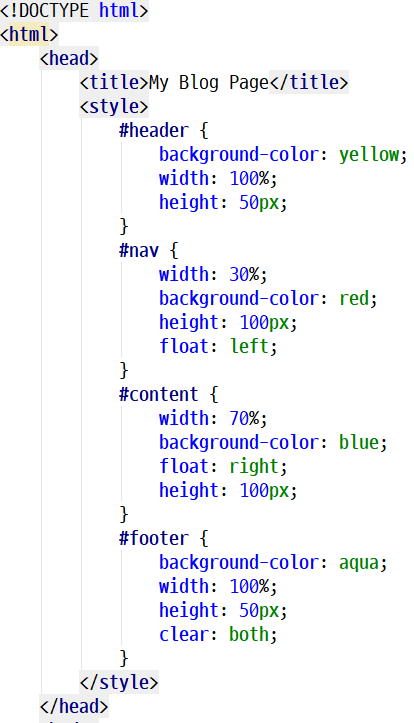 <!DOCTYPE html>
<html>
<head>
<title>My Blog Page</title>
<style>
#header {
background-color: yellow;
width: 100%;
height: 50px;
}
#nav {
width: 30%;
background-color: red;
height: 100px;
float: left;
}
#content {
width: 70%;
background-color: blue;
float: right;
height: 100px;
}
#footer {
background-color: aqua;
width: 100%;
height: 50px;
clear: both;
}
</style>
</head>